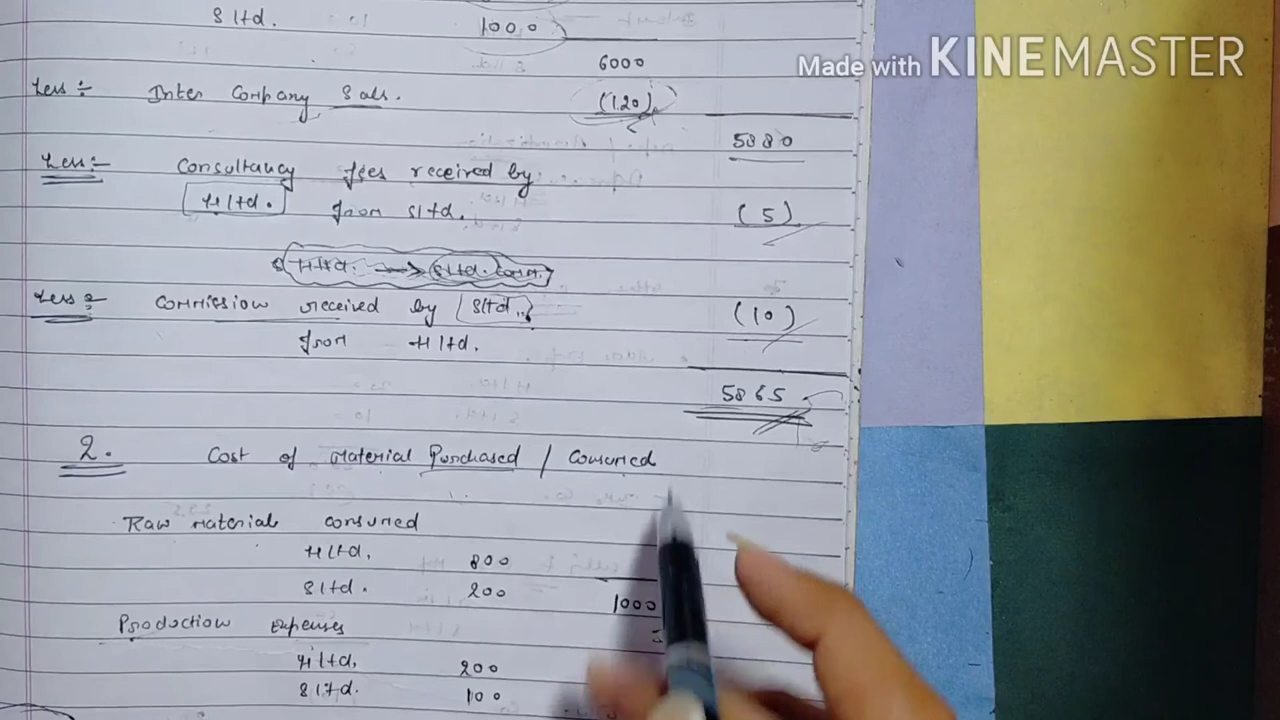 S ltd. 1000
6000
Made with KINEMASTER
Less :- Inter Company Sales. (120)
5880
Less :- Consultancy fees received by
H ltd. from S ltd. (5)
H ltd. → S ltd. Comm.
Less :- Commission received by S ltd. (10)
from H ltd.
5865
2. Cost of Material Purchased / Consumed
Raw Materials consumed
H ltd. 800
S ltd. 200 1000
Production Expenses
H ltd. 200
S ltd. 100